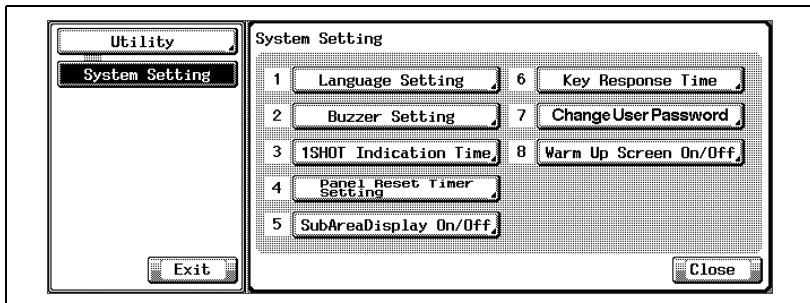 Utility
System Setting
Exit
System Setting
1 Language Setting
2 Buzzer Setting
3 1SHOT Indication Time
4 Panel Reset Timer
Setting
5 SubAreaDisplay On/Off
6 Key Response Time
7 Change User Password
8 Warm Up Screen On/Off
Close